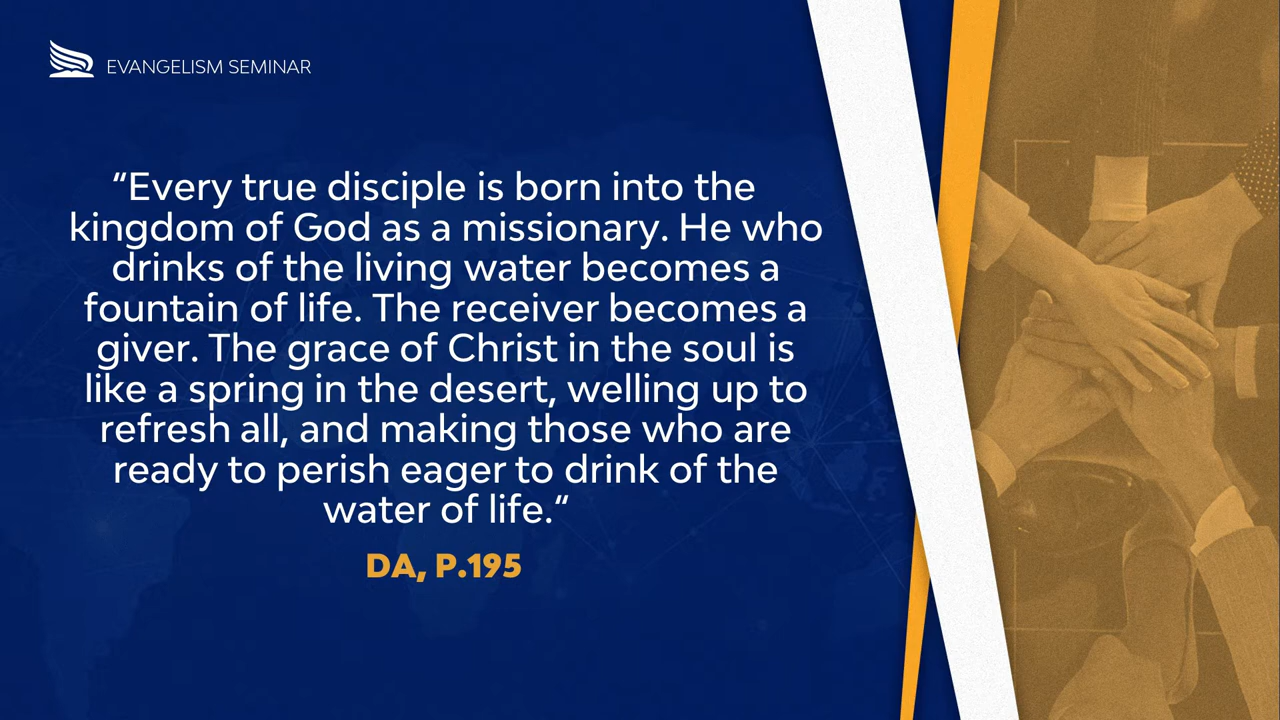 EVANGELISM SEMINAR
“Every true disciple is born into the
kingdom of God as a missionary. He who
drinks of the living water becomes a
fountain of life. The receiver becomes a
giver. The grace of Christ in the soul is
like a spring in the desert, welling up to
refresh all, and making those who are
ready to perish eager to drink of the
water of life.“
DA, P.195